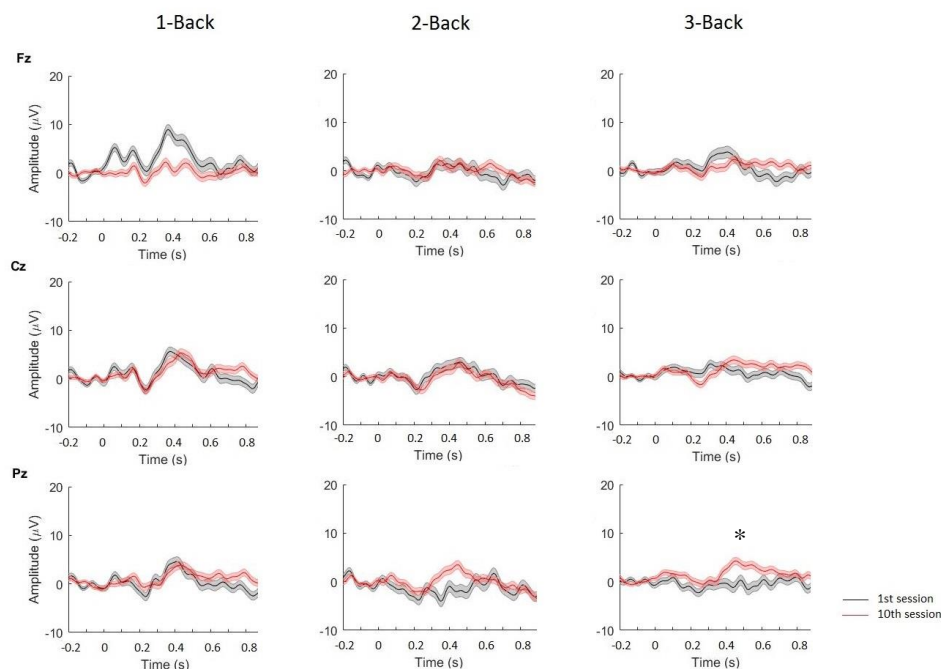 1-Back 2-Back 3-Back
Fz
20 20 20
10 10 10
0 0 0
-10 -10 -10
Amplitude (μV)
-0.2 0 0.2 0.4 0.6 0.8 -0.2 0 0.2 0.4 0.6 0.8 -0.2 0 0.2 0.4 0.6 0.8
Time (s) Time (s) Time (s)
Cz
20 20 20
10 10 10
0 0 0
-10 -10 -10
Amplitude (μV)
-0.2 0 0.2 0.4 0.6 0.8 -0.2 0 0.2 0.4 0.6 0.8 -0.2 0 0.2 0.4 0.6 0.8
Time (s) Time (s) Time (s)
Pz
20 20 20
*
10 10 10
0 0 0
-10 -10 -10
Amplitude (μV)
-0.2 0 0.2 0.4 0.6 0.8 -0.2 0 0.2 0.4 0.6 0.8 -0.2 0 0.2 0.4 0.6 0.8
Time (s) Time (s) Time (s)
1st session
10th session